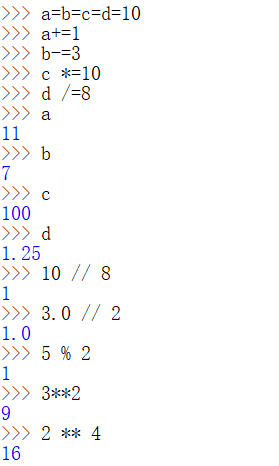 >>> a=b=c=d=10
>>> a+=1
>>> b-=3
>>> c *=10
>>> d /=8
>>> a
11
>>> b
7
>>> c
100
>>> d
1.25
>>> 10 // 8
1
>>> 3.0 // 2
1.0
>>> 5 % 2
1
>>> 3**2
9
>>> 2 ** 4
16